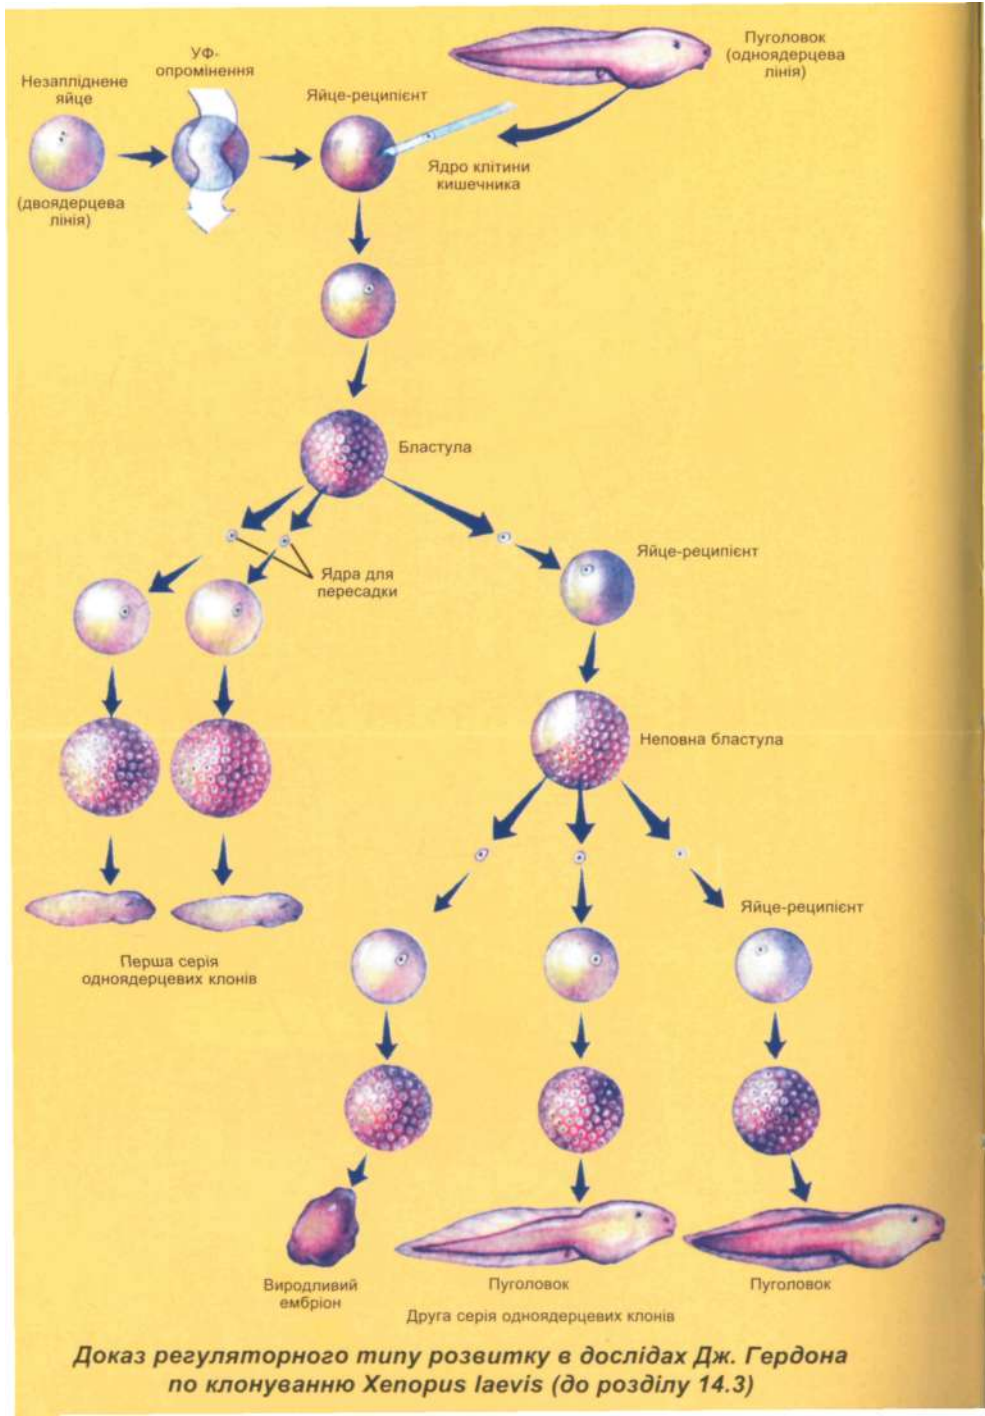 УФ-
опромінення
Незапліднене
яйце
(двоядерцева
лінія)
Яйце-реципієнт
Пуголовок
(одноядерцева
лінія)
Ядро клітини
кишечника
Бластула
Ядра для
пересадки
Яйце-реципієнт
Неповна бластула
Яйце-реципієнт
Перша серія
одноядерцевих клонів
Виродливий
ембріон
Пуголовок
Пуголовок
Друга серія одноядерцевих клонів
Доказ регуляторного типу розвитку в дослідах Дж. Гердона
по клонуванню Xenopus laevis (до розділу 14.3)